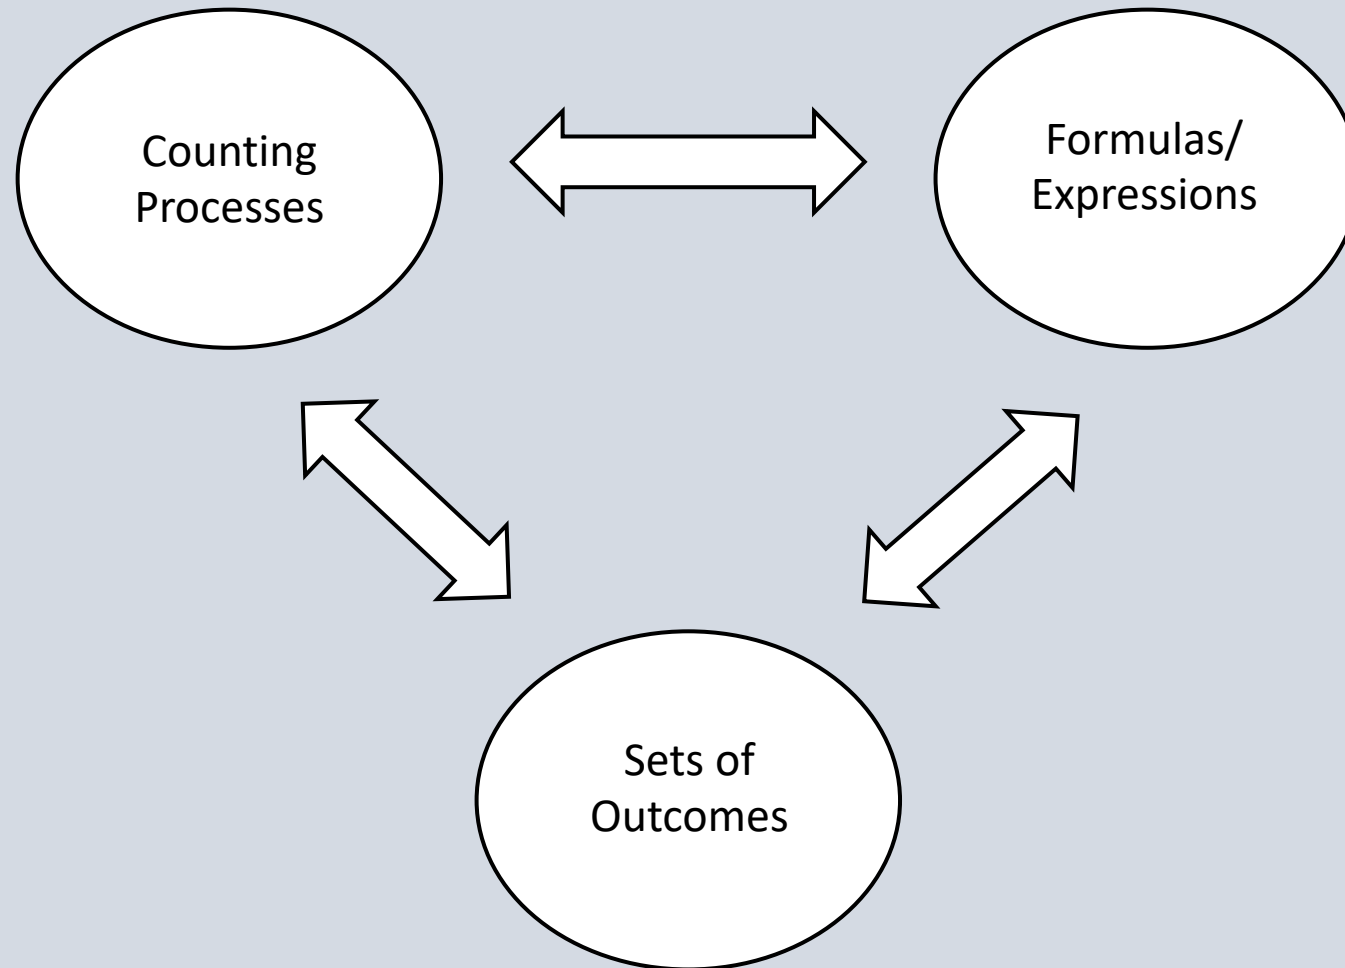 Counting
Processes
Formulas/
Expressions
Sets of
Outcomes